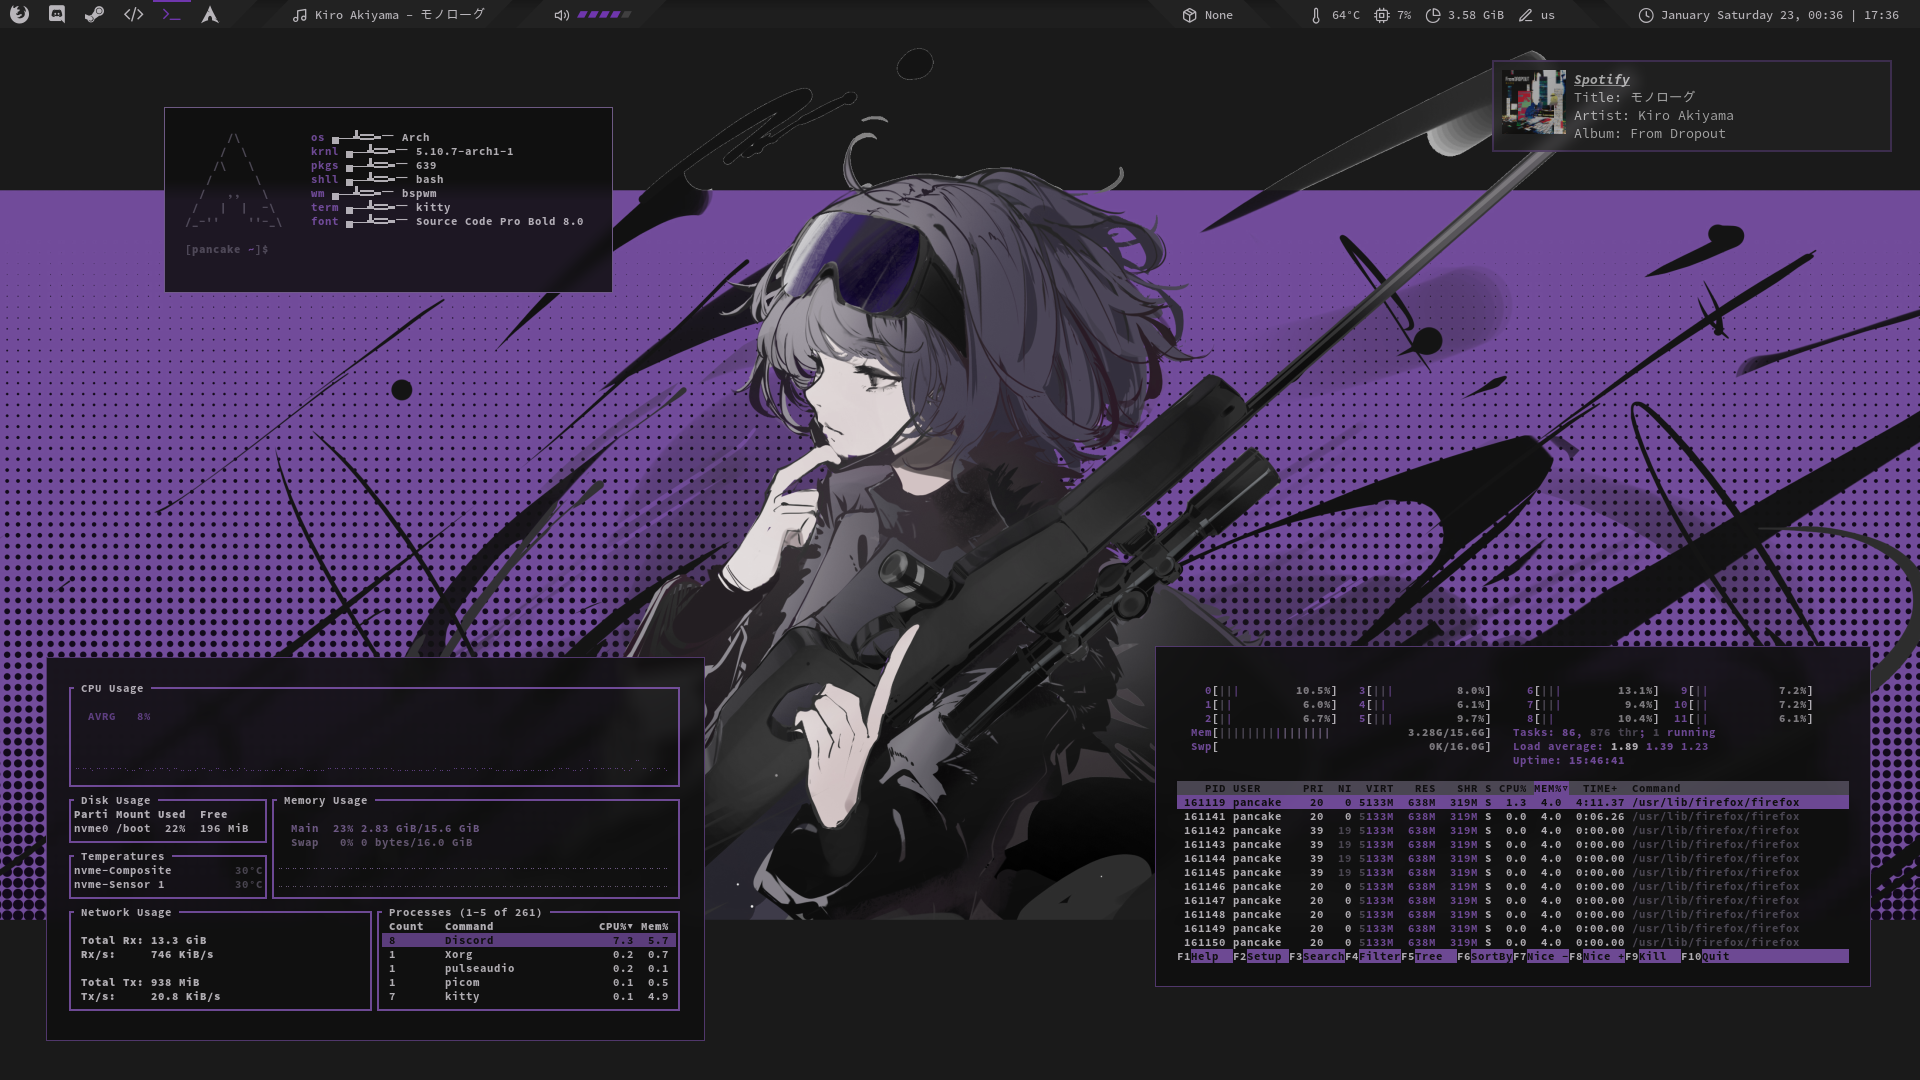 Kiro Akiyama - モノローグ
None
64°C 7% 3.58 GiB us
January Saturday 23, 00:36 | 17:36
Spotify
Title: モノローグ
Artist: Kiro Akiyama
Album: From Dropout
os Arch
krnl 5.10.7-arch1-1
pkgs 639
shll bash
wm bspwm
term kitty
font Source Code Pro Bold 8.0
[pancake ~]$
CPU Usage
AVRG 8%
Disk Usage
Parti Mount Used Free
nvme0 /boot 22% 196 MiB
Temperatures
nvme-Composite 30°C
nvme-Sensor 1 30°C
Memory Usage
Main 23% 2.83 GiB/15.6 GiB
Swap 0% 0 bytes/16.0 GiB
Network Usage
Total Rx: 13.3 GiB
Rx/s: 746 KiB/s
Total Tx: 938 MiB
Tx/s: 20.8 KiB/s
Processes (1-5 of 261)
Count Command CPU%▾ Mem%
8 Discord 7.3 5.7
1 Xorg 0.2 0.7
1 pulseaudio 0.2 0.1
1 picom 0.1 0.5
7 kitty 0.1 4.9
0[||| 10.5%] 3[||| 8.0%] 6[||| 13.1%] 9[|| 7.2%]
1[|| 6.0%] 4[|| 6.1%] 7[||| 9.4%] 10[|| 7.2%]
2[|| 6.7%] 5[||| 9.7%] 8[|| 10.4%] 11[|| 6.1%]
Mem[|||||||||||||||| 3.28G/15.6G] Tasks: 86, 876 thr; 1 running
Swp[ 0K/16.0G] Load average: 1.89 1.39 1.23
Uptime: 15:46:41
PID USER PRI NI VIRT RES SHR S CPU% MEM%▽ TIME+ Command
161119 pancake 20 0 5133M 638M 319M S 1.3 4.0 4:11.37 /usr/lib/firefox/firefox
161141 pancake 20 0 5133M 638M 319M S 0.0 4.0 0:06.26 /usr/lib/firefox/firefox
161142 pancake 39 19 5133M 638M 319M S 0.0 4.0 0:00.00 /usr/lib/firefox/firefox
161143 pancake 39 19 5133M 638M 319M S 0.0 4.0 0:00.00 /usr/lib/firefox/firefox
161144 pancake 39 19 5133M 638M 319M S 0.0 4.0 0:00.00 /usr/lib/firefox/firefox
161145 pancake 39 19 5133M 638M 319M S 0.0 4.0 0:00.00 /usr/lib/firefox/firefox
161146 pancake 20 0 5133M 638M 319M S 0.0 4.0 0:00.00 /usr/lib/firefox/firefox
161147 pancake 20 0 5133M 638M 319M S 0.0 4.0 0:00.00 /usr/lib/firefox/firefox
161148 pancake 20 0 5133M 638M 319M S 0.0 4.0 0:00.00 /usr/lib/firefox/firefox
161149 pancake 20 0 5133M 638M 319M S 0.0 4.0 0:00.00 /usr/lib/firefox/firefox
161150 pancake 20 0 5133M 638M 319M S 0.0 4.0 0:00.00 /usr/lib/firefox/firefox
F1Help F2Setup F3SearchF4FilterF5Tree F6SortByF7Nice -F8Nice +F9Kill F10Quit